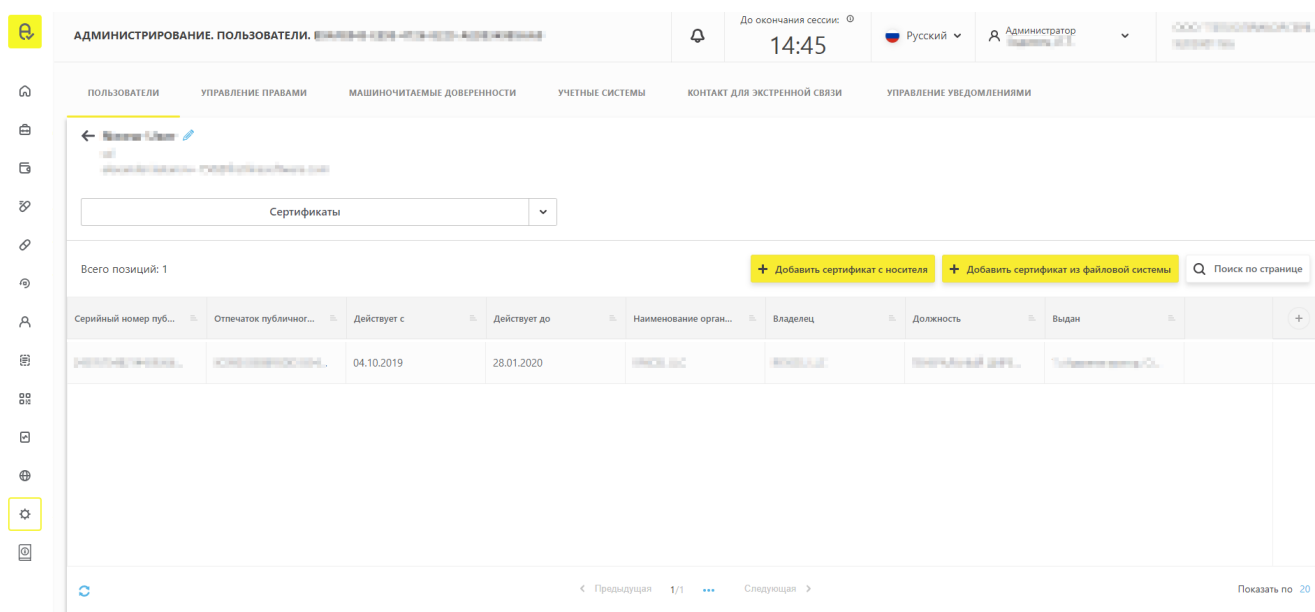 До окончания сессии:
АДМИНИСТРИРОВАНИЕ. ПОЛЬЗОВАТЕЛИ.
14:45
Русский
Администратор
ПОЛЬЗОВАТЕЛИ УПРАВЛЕНИЕ ПРАВАМИ МАШИНОЧИТАЕМЫЕ ДОВЕРЕННОСТИ УЧЕТНЫЕ СИСТЕМЫ КОНТАКТ ДЛЯ ЭКСТРЕННОЙ СВЯЗИ УПРАВЛЕНИЕ УВЕДОМЛЕНИЯМИ
Сертификаты
Всего позиций: 1
+ Добавить сертификат с носителя + Добавить сертификат из файловой системы Поиск по странице
Серийный номер пуб... Отпечаток публичног... Действует с Действует до Наименование орган... Владелец Должность Выдан
04.10.2019 28.01.2020
< Предыдущая 1/1 ••• Следующая > Показать по 20